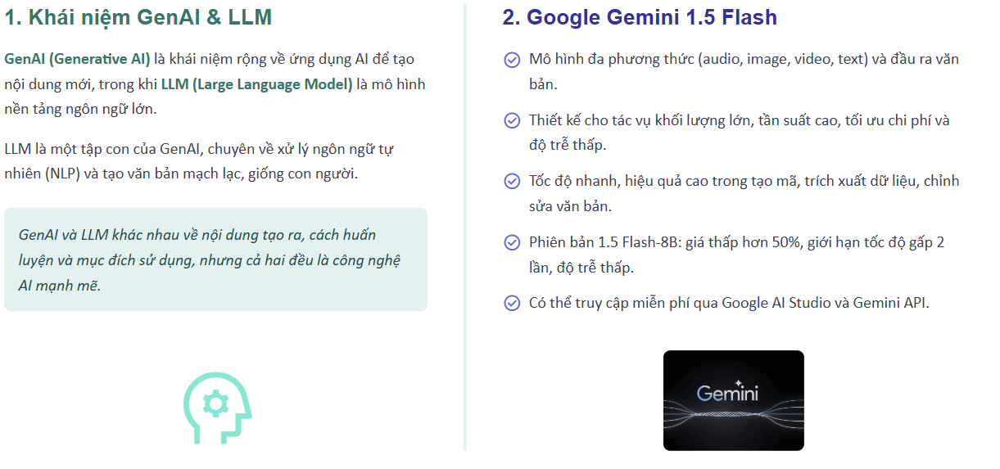 1. Khái niệm GenAI & LLM
GenAI (Generative AI) là khái niệm rộng về ứng dụng AI để tạo
nội dung mới, trong khi LLM (Large Language Model) là mô hình
nền tảng ngôn ngữ lớn.
LLM là một tập con của GenAI, chuyên về xử lý ngôn ngữ tự
nhiên (NLP) và tạo văn bản mạch lạc, giống con người.
GenAI và LLM khác nhau về nội dung tạo ra, cách huấn
luyện và mục đích sử dụng, nhưng cả hai đều là công nghệ
AI mạnh mẽ.
2. Google Gemini 1.5 Flash
Mô hình đa phương thức (audio, image, video, text) và đầu ra văn
bản.
Thiết kế cho tác vụ khối lượng lớn, tần suất cao, tối ưu chi phí và
độ trễ thấp.
Tốc độ nhanh, hiệu quả cao trong tạo mã, trích xuất dữ liệu, chỉnh
sửa văn bản.
Phiên bản 1.5 Flash-8B: giá thấp hơn 50%, giới hạn tốc độ gấp 2
lần, độ trễ thấp.
Có thể truy cập miễn phí qua Google AI Studio và Gemini API.
Gemini